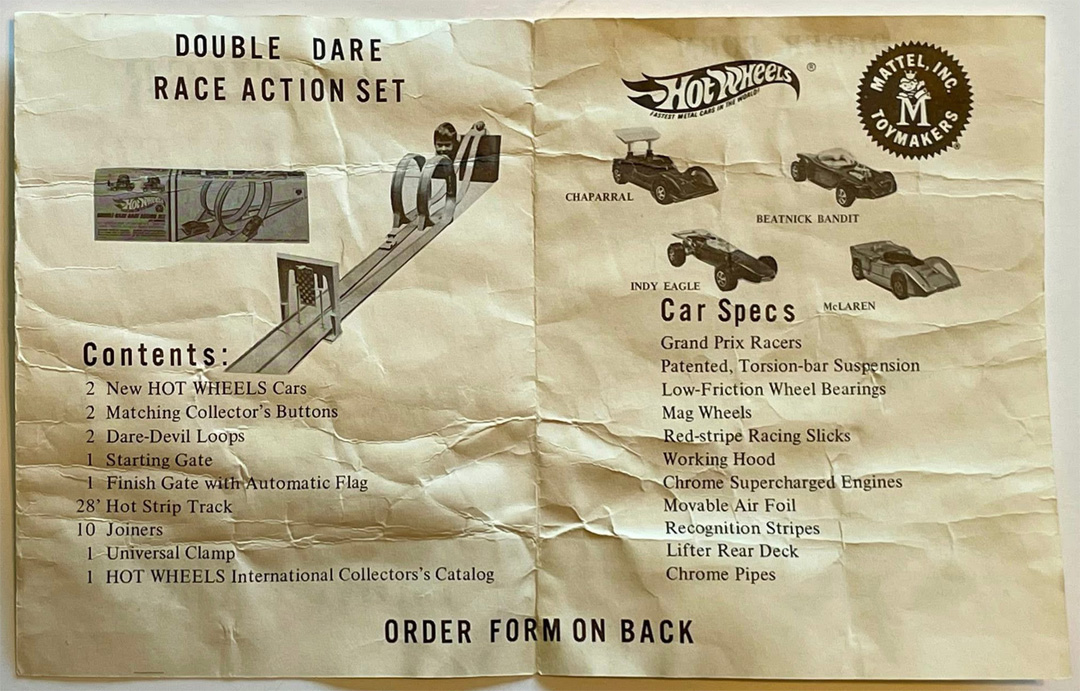 DOUBLE DARE
RACE ACTION SET
HOT WHEELS
Contents:
2 New HOT WHEELS Cars
2 Matching Collector's Buttons
2 Dare-Devil Loops
1 Starting Gate
1 Finish Gate with Automatic Flag
28' Hot Strip Track
10 Joiners
1 Universal Clamp
1 HOT WHEELS International Collectors's Catalog
HOT WHEELS ®
FASTEST METAL CARS IN THE WORLD!
MATTEL, INC.
M
TOYMAKERS ®
CHAPARRAL
BEATNICK BANDIT
INDY EAGLE
McLAREN
Car Specs
Grand Prix Racers
Patented, Torsion-bar Suspension
Low-Friction Wheel Bearings
Mag Wheels
Red-stripe Racing Slicks
Working Hood
Chrome Supercharged Engines
Movable Air Foil
Recognition Stripes
Lifter Rear Deck
Chrome Pipes
ORDER FORM ON BACK